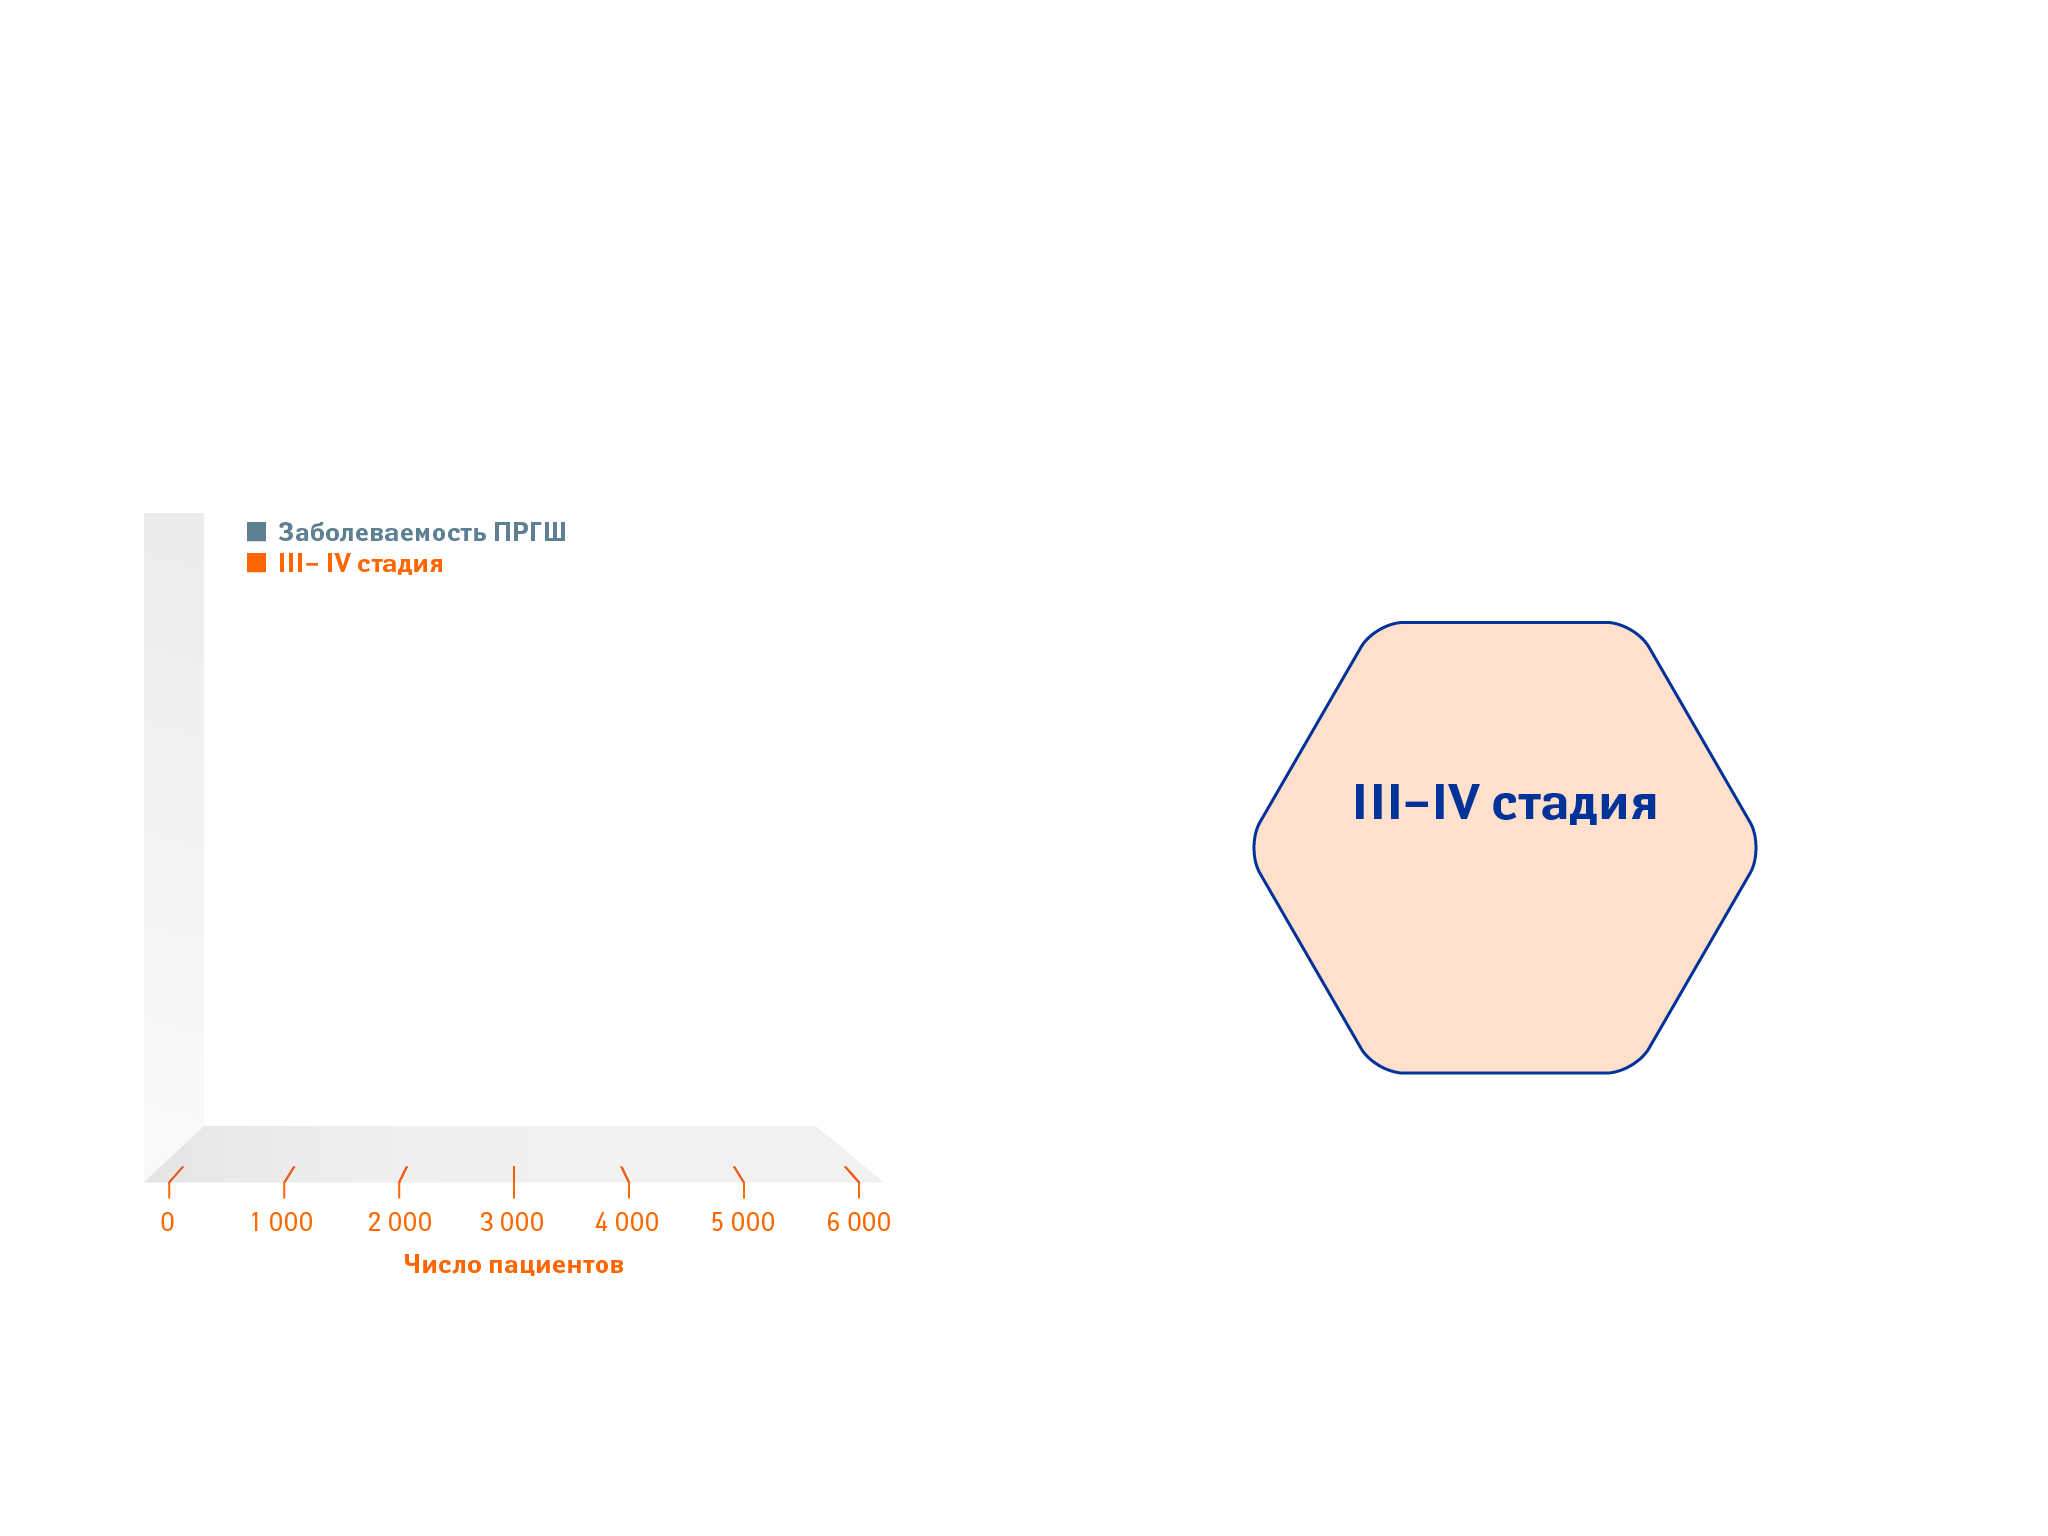 Заболеваемость ПРГШ
III– IV стадия
III–IV стадия
0 1 000 2 000 3 000 4 000 5 000 6 000
Число пациентов